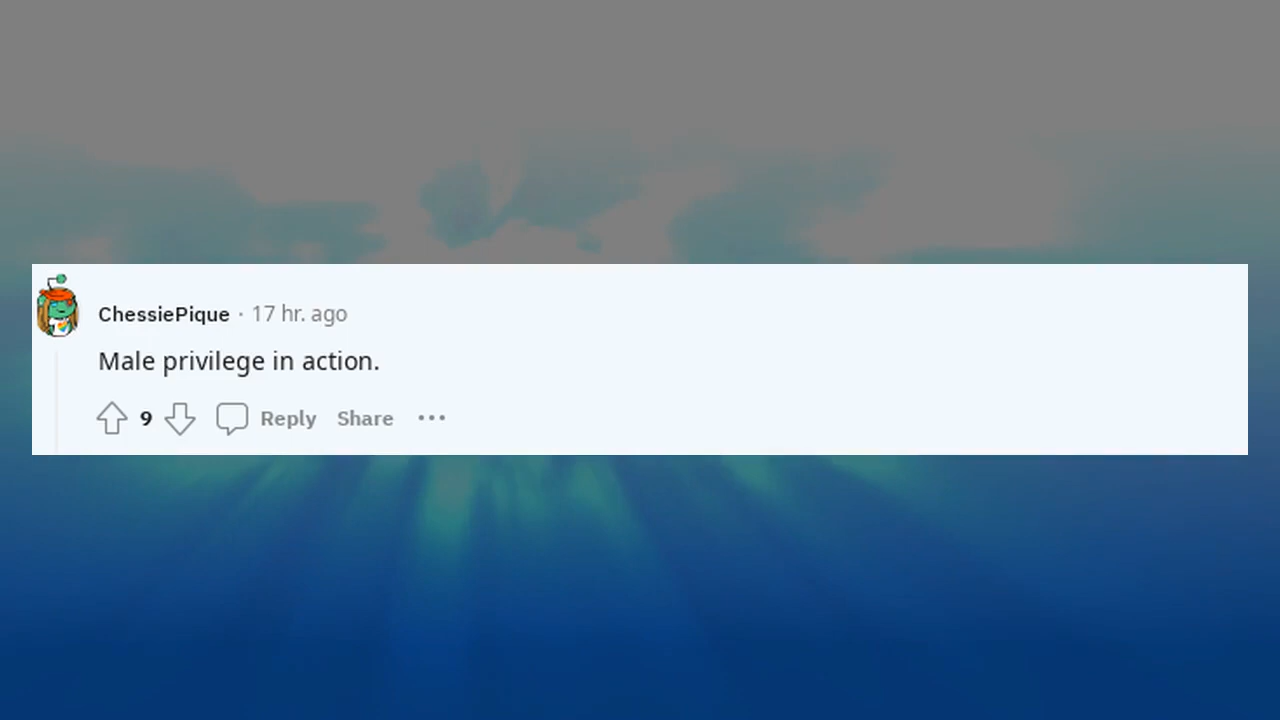 ChessiePique · 17 hr. ago
Male privilege in action.
9 Reply Share ···